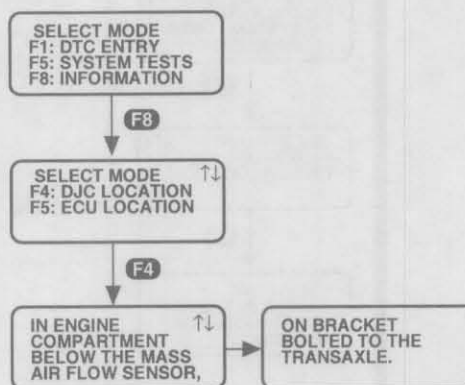 SELECT MODE
F1: DTC ENTRY
F5: SYSTEM TESTS
F8: INFORMATION
F8
SELECT MODE ↑↓
F4: DJC LOCATION
F5: ECU LOCATION
F4
IN ENGINE ↑↓
COMPARTMENT
BELOW THE MASS
AIR FLOW SENSOR,
ON BRACKET
BOLTED TO THE
TRANSAXLE.